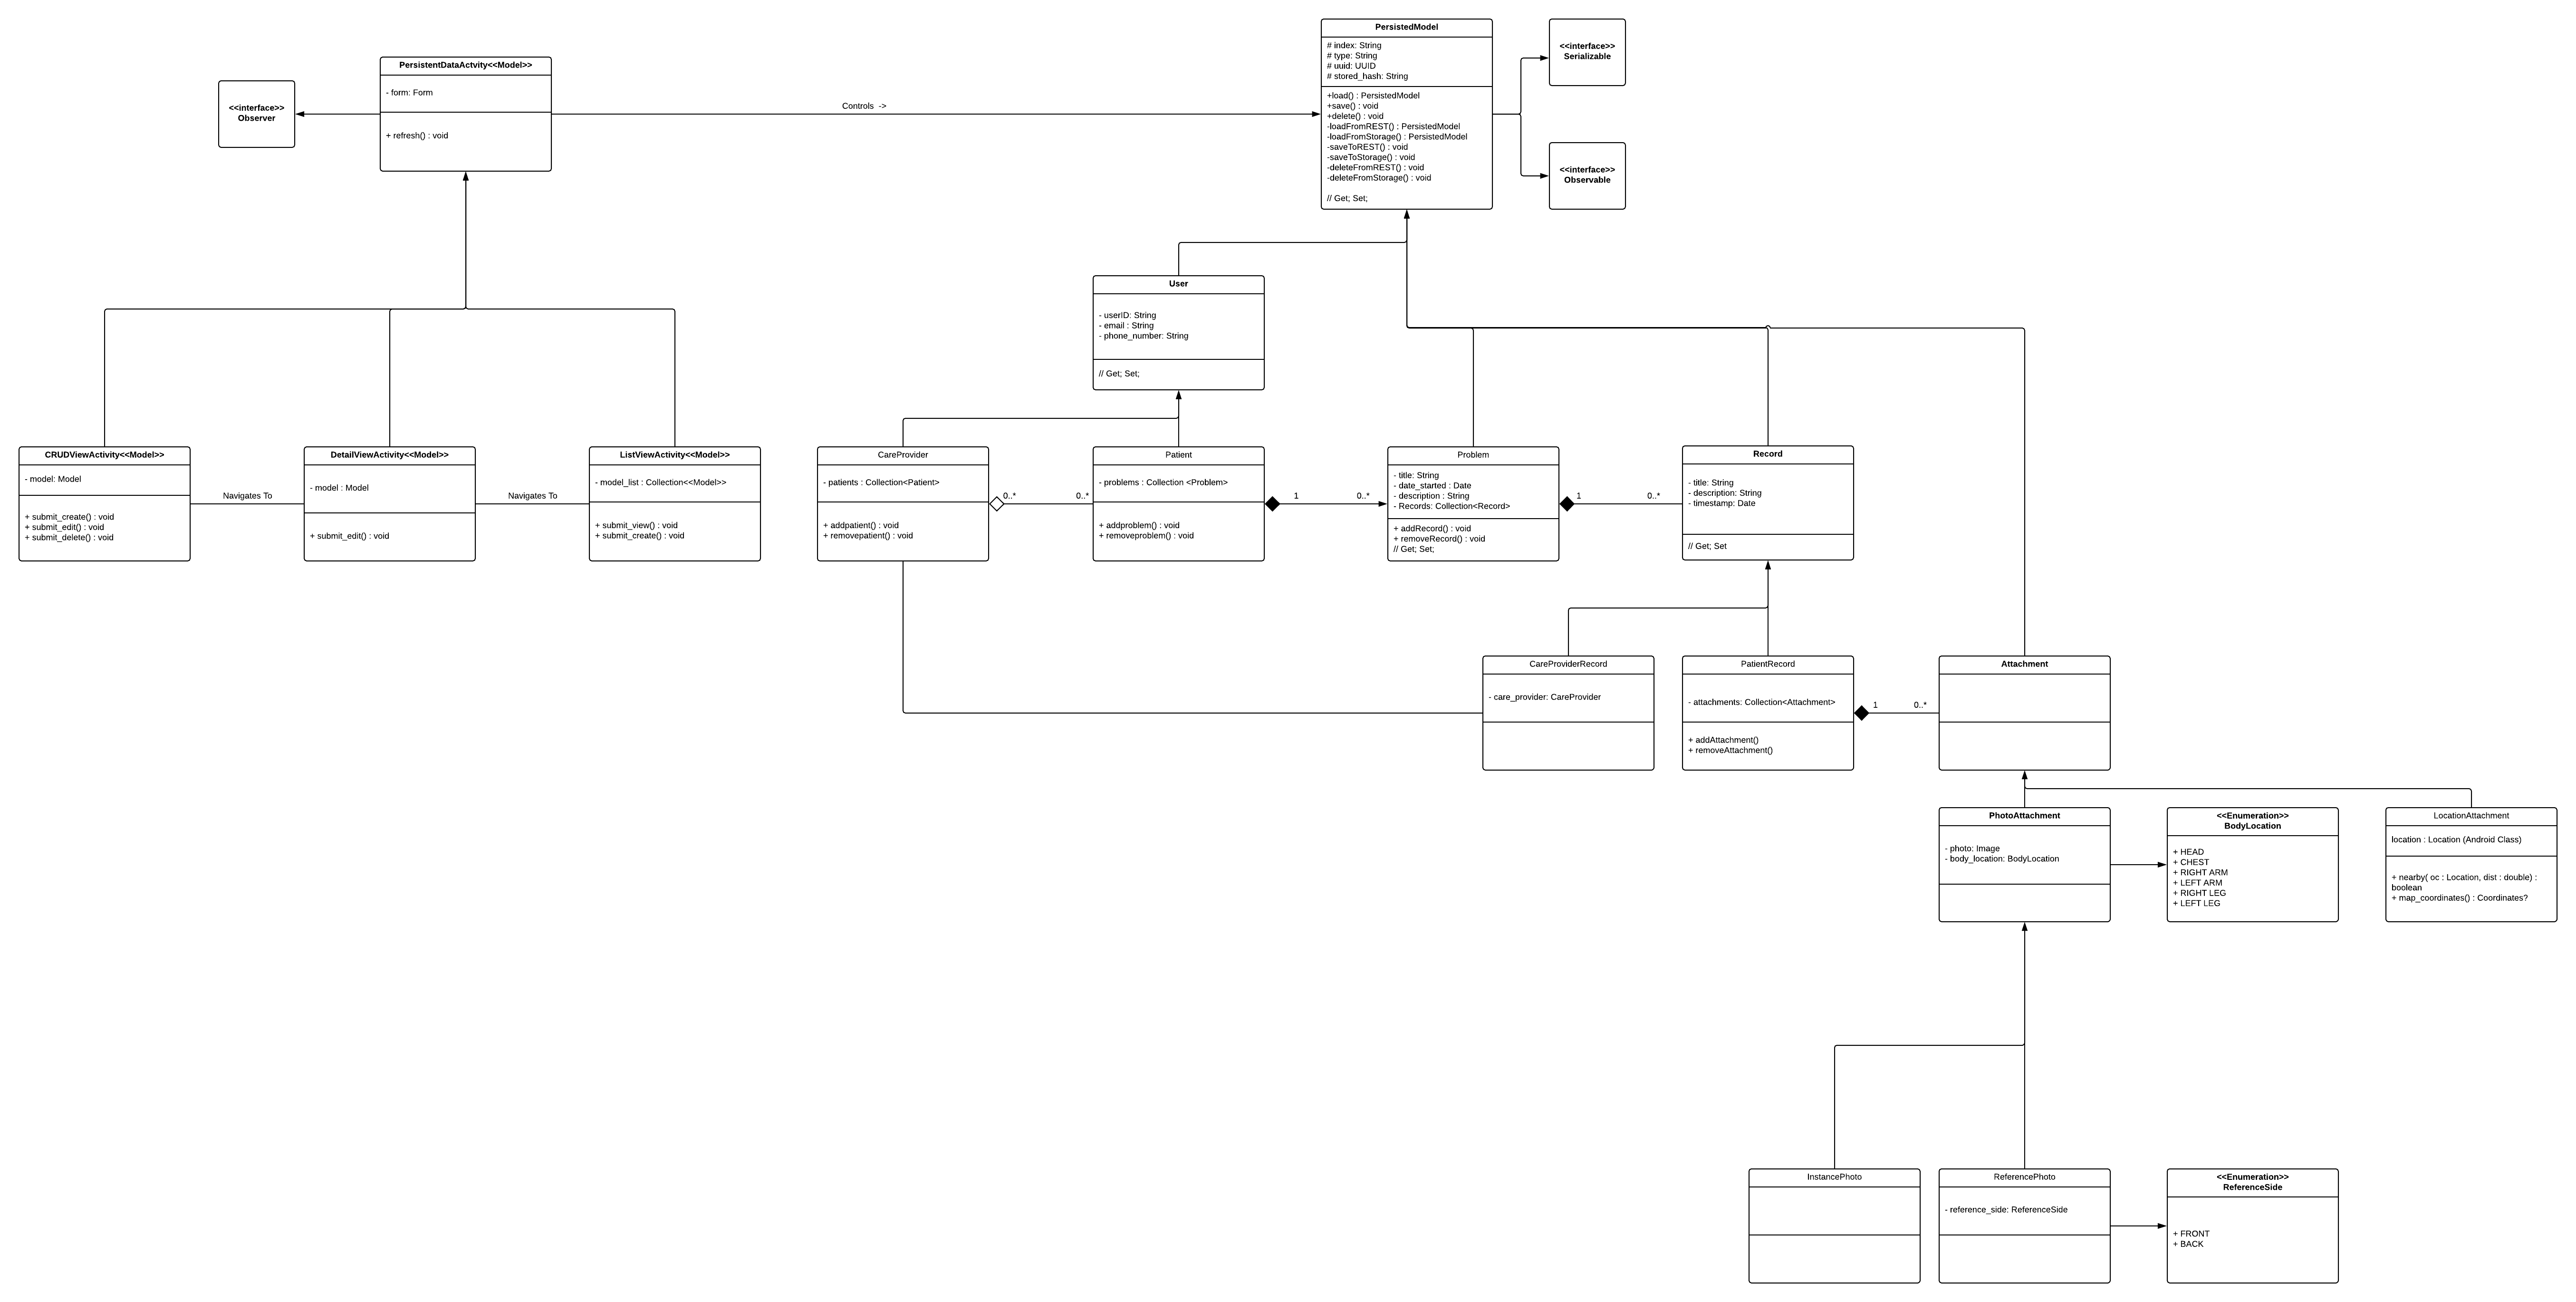 PersistedModel
# index: String
# type: String
# uuid: UUID
# stored_hash: String
+load() : PersistedModel
+save() : void
+delete() : void
-loadFromREST() : PersistedModel
-loadFromStorage() : PersistedModel
-saveToREST() : void
-saveToStorage() : void
-deleteFromREST() : void
-deleteFromStorage() : void
// Get; Set;
<<interface>>
Serializable
<<interface>>
Observable
PersistentDataActvity<<Model>>
- form: Form
+ refresh() : void
<<interface>>
Observer
Controls ->
User
- userID: String
- email : String
- phone_number: String
// Get; Set;
CRUDViewActivity<<Model>>
- model: Model
+ submit_create() : void
+ submit_edit() : void
+ submit_delete() : void
Navigates To
DetailViewActivity<<Model>>
- model : Model
+ submit_edit() : void
Navigates To
ListViewActivity<<Model>>
- model_list : Collection<<Model>>
+ submit_view() : void
+ submit_create() : void
CareProvider
- patients : Collection<Patient>
+ addpatient() : void
+ removepatient() : void
0..*
0..*
Patient
- problems : Collection <Problem>
+ addproblem() : void
+ removeproblem() : void
1
0..*
Problem
- title: String
- date_started : Date
- description : String
- Records: Collection<Record>
+ addRecord() : void
+ removeRecord() : void
// Get; Set;
1
0..*
Record
- title: String
- description: String
- timestamp: Date
// Get; Set
CareProviderRecord
- care_provider: CareProvider
PatientRecord
- attachments: Collection<Attachment>
+ addAttachment()
+ removeAttachment()
1
0..*
Attachment
PhotoAttachment
- photo: Image
- body_location: BodyLocation
<<Enumeration>>
BodyLocation
+ HEAD
+ CHEST
+ RIGHT ARM
+ LEFT ARM
+ RIGHT LEG
+ LEFT LEG
LocationAttachment
location : Location (Android Class)
+ nearby( oc : Location, dist : double) :
boolean
+ map_coordinates() : Coordinates?
InstancePhoto
ReferencePhoto
- reference_side: ReferenceSide
<<Enumeration>>
ReferenceSide
+ FRONT
+ BACK